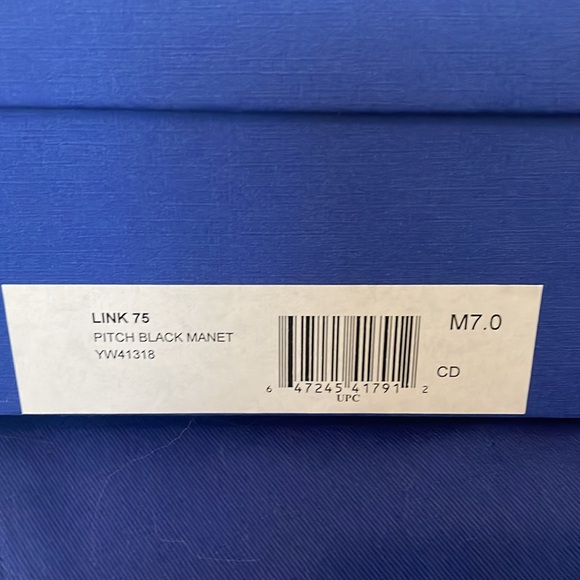 LINK 75
PITCH BLACK MANET
YW41318
6 47245 41791 2
UPC
M7.0
CD